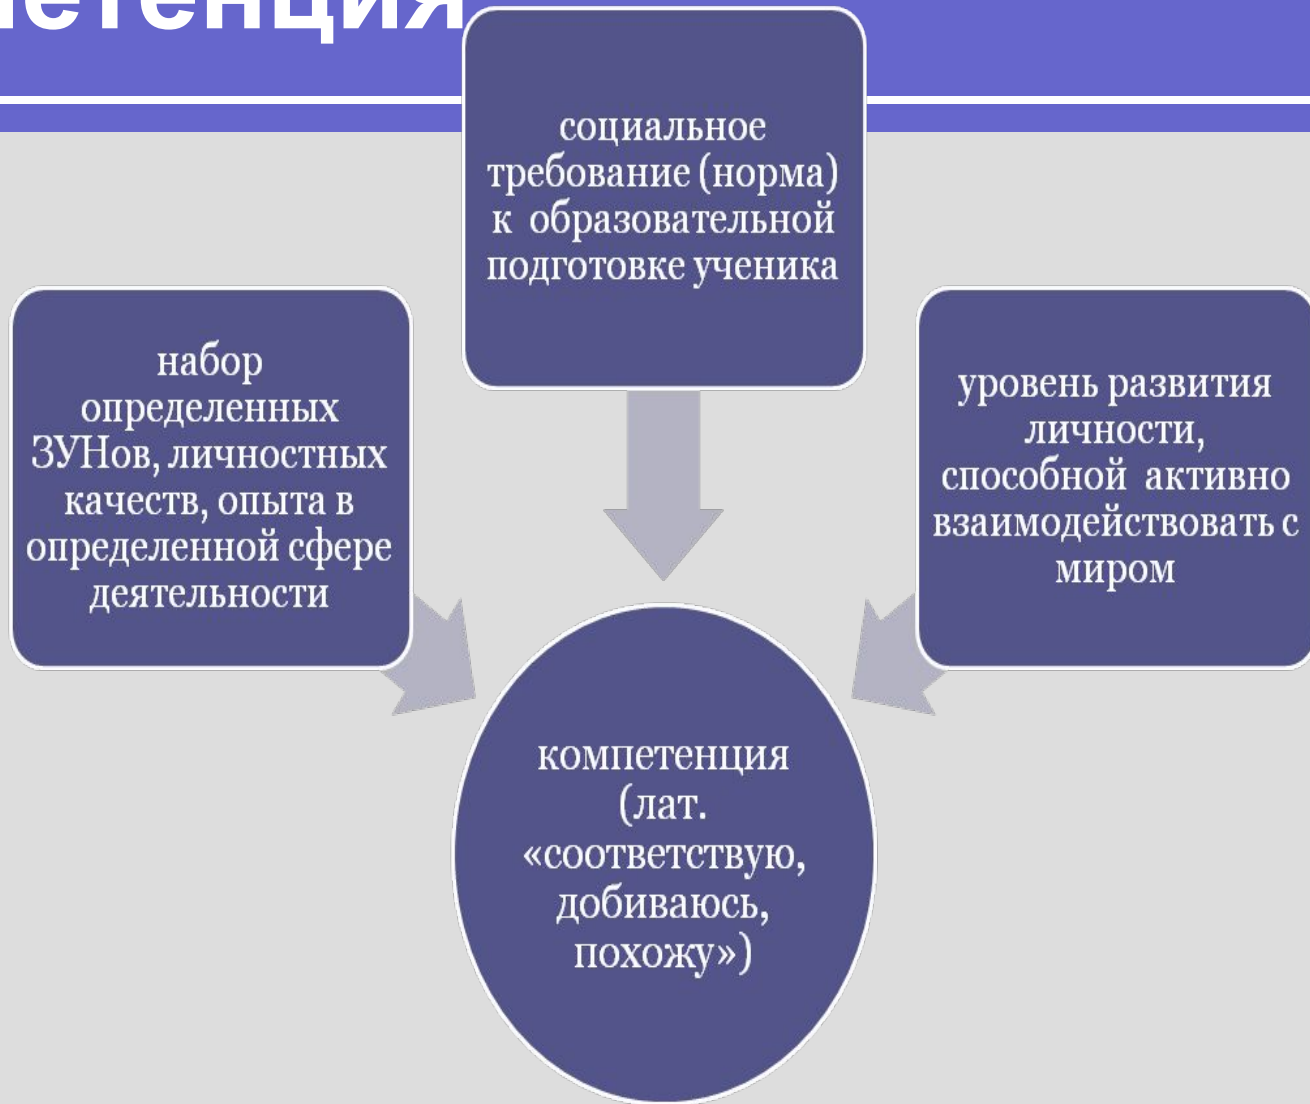 петенция
социальное
требование (норма)
к образовательной
подготовке ученика
набор
определенных
ЗУНов, личностных
качеств, опыта в
определенной сфере
деятельности
уровень развития
личности,
способной активно
взаимодействовать с
миром
компетенция
(лат.
«соответствую,
добиваюсь,
похожу»)